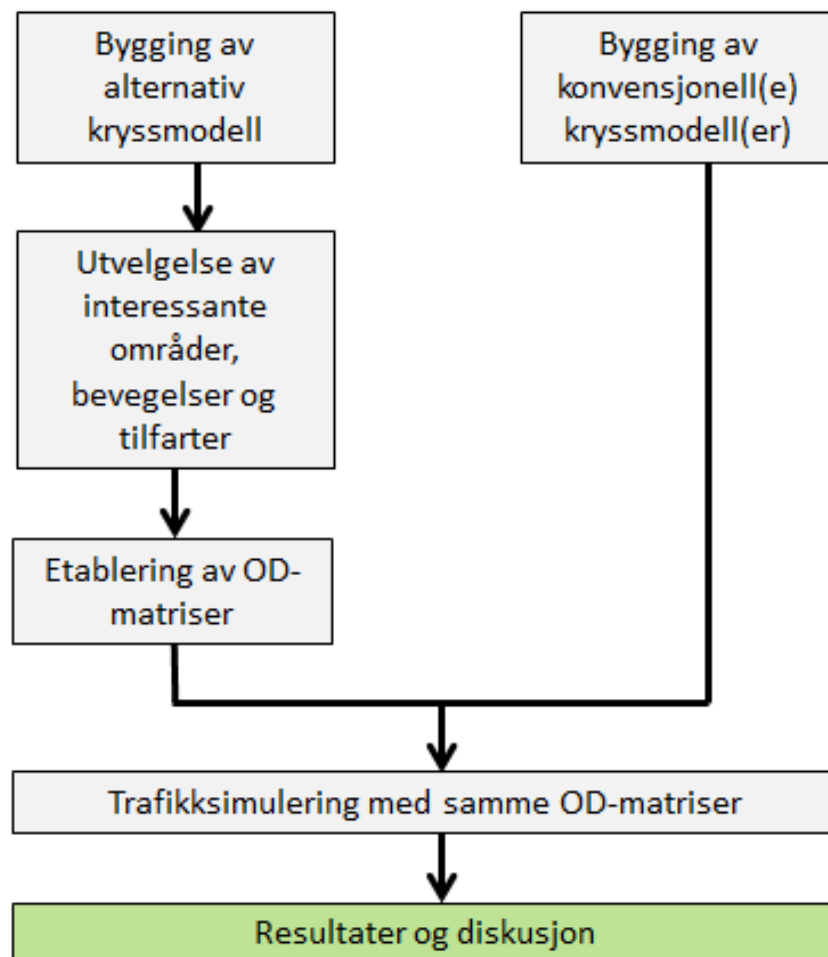 Bygging av
alternativ
kryssmodell
Bygging av
konvensjonell(e)
kryssmodell(er)
Utvelgelse av
interessante
områder,
bevegelser og
tilfarter
Etablering av OD-
matriser
Trafikksimulering med samme OD-matriser
Resultater og diskusjon